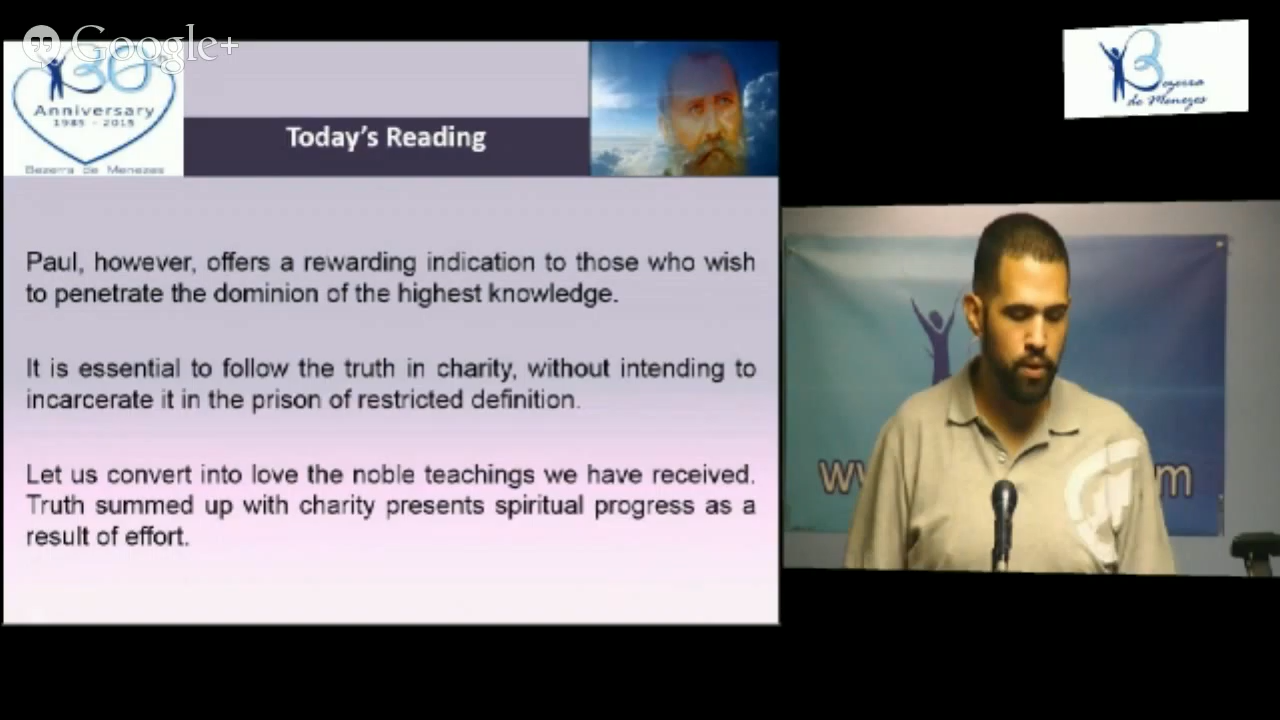 Google+
30
Anniversary
1985 - 2015
Bezerra de Menezes
Today's Reading
Bezerra
de Menezes
Paul, however, offers a rewarding indication to those who wish
to penetrate the dominion of the highest knowledge.
It is essential to follow the truth in charity, without intending to
incarcerate it in the prison of restricted definition.
Let us convert into love the noble teachings we have received.
Truth summed up with charity presents spiritual progress as a
result of effort.